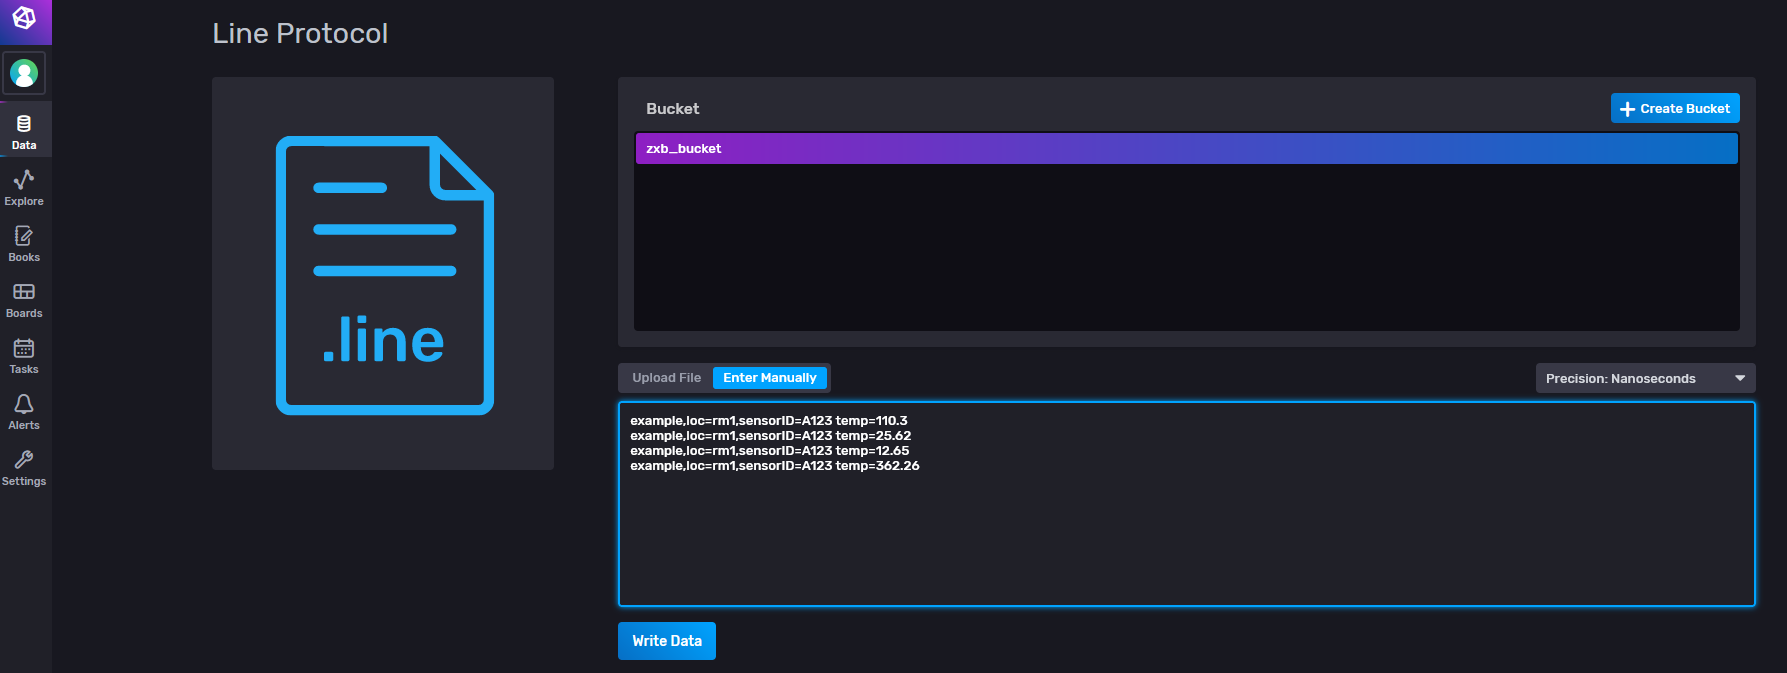 Line Protocol
Data
Explore
Books
Boards
Tasks
Alerts
Settings
.line
Bucket
Create Bucket
zxb_bucket
Upload File
Enter Manually
Precision: Nanoseconds
example,loc=rm1,sensorID=A123 temp=110.3
example,loc=rm1,sensorID=A123 temp=25.62
example,loc=rm1,sensorID=A123 temp=12.65
example,loc=rm1,sensorID=A123 temp=362.26
Write Data